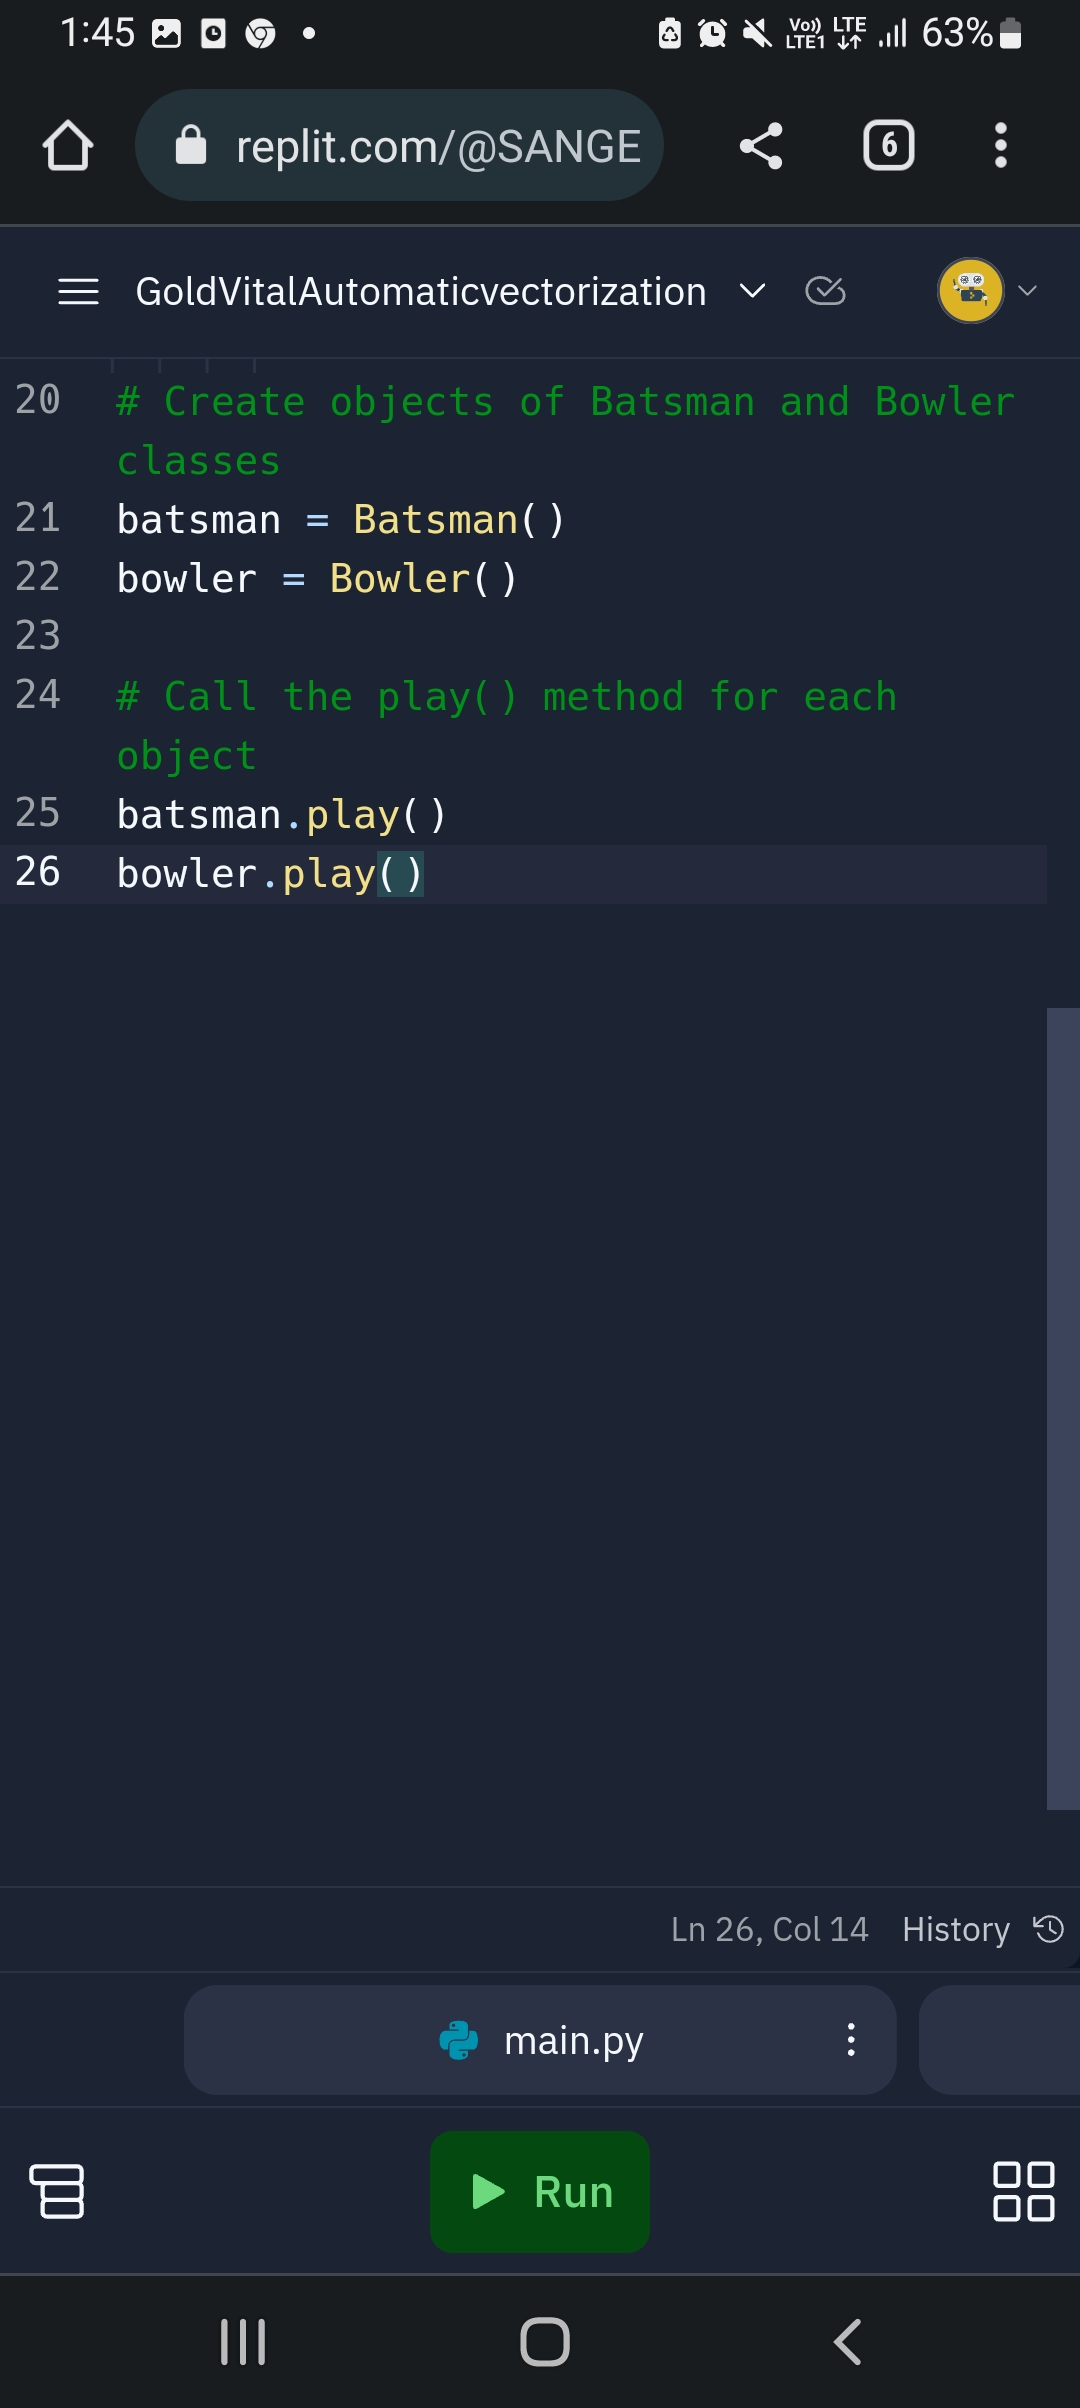 1:45
Vo)) LTE1 LTE 63%
replit.com/@SANGE
6
GoldVitalAutomaticvectorization
20 # Create objects of Batsman and Bowler
classes
21 batsman = Batsman()
22 bowler = Bowler()
23
24 # Call the play() method for each
object
25 batsman.play()
26 bowler.play()
Ln 26, Col 14 History
main.py
Run